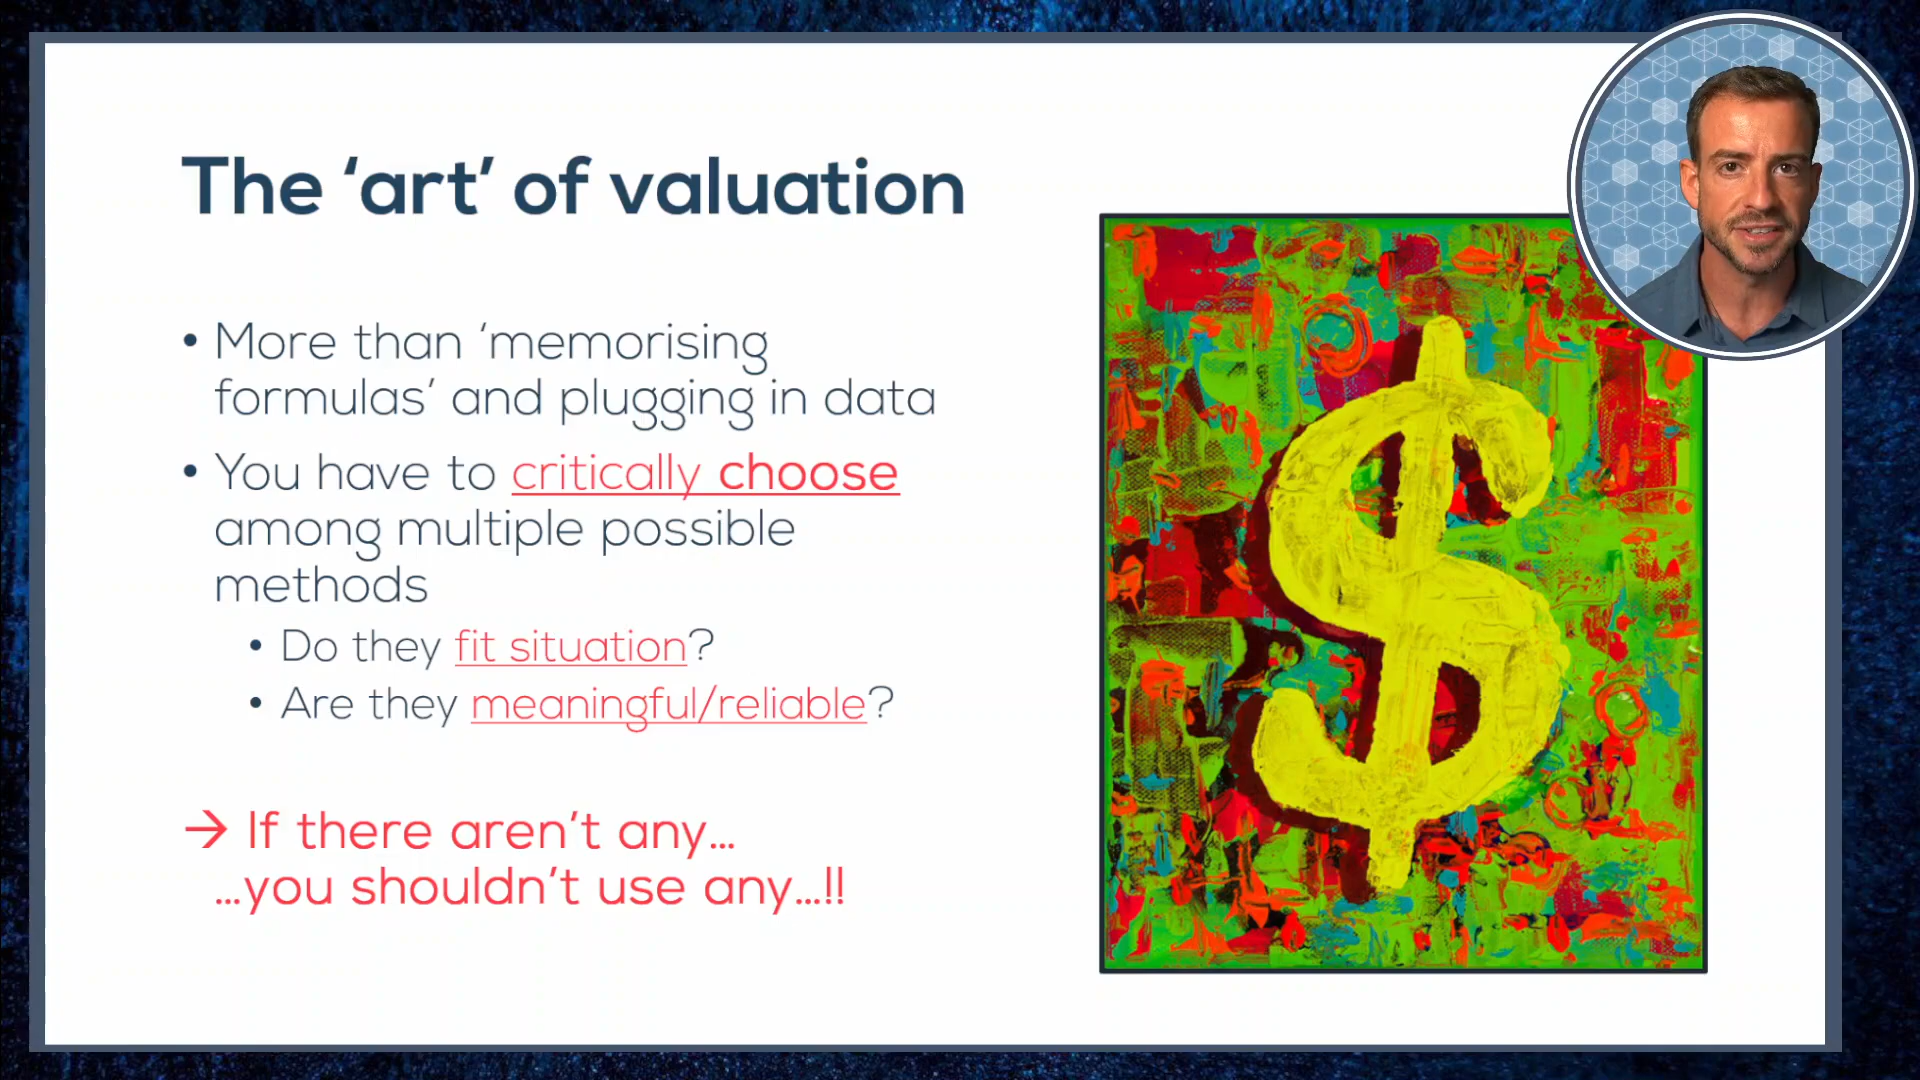 The ‘art’ of valuation
• More than ‘memorising
formulas’ and plugging in data
• You have to critically choose
among multiple possible
methods
• Do they fit situation?
• Are they meaningful/reliable?
→ If there aren’t any...
...you shouldn’t use any...!!